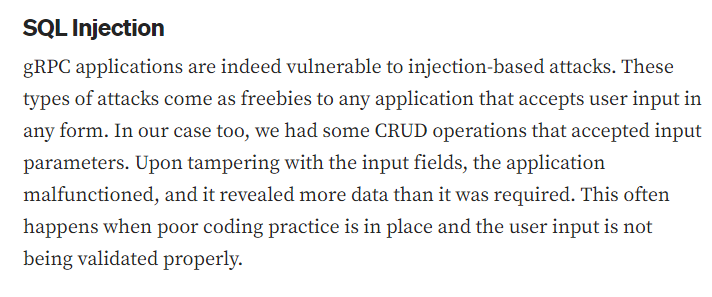 SQL Injection
gRPC applications are indeed vulnerable to injection-based attacks. These
types of attacks come as freebies to any application that accepts user input in
any form. In our case too, we had some CRUD operations that accepted input
parameters. Upon tampering with the input fields, the application
malfunctioned, and it revealed more data than it was required. This often
happens when poor coding practice is in place and the user input is not
being validated properly.